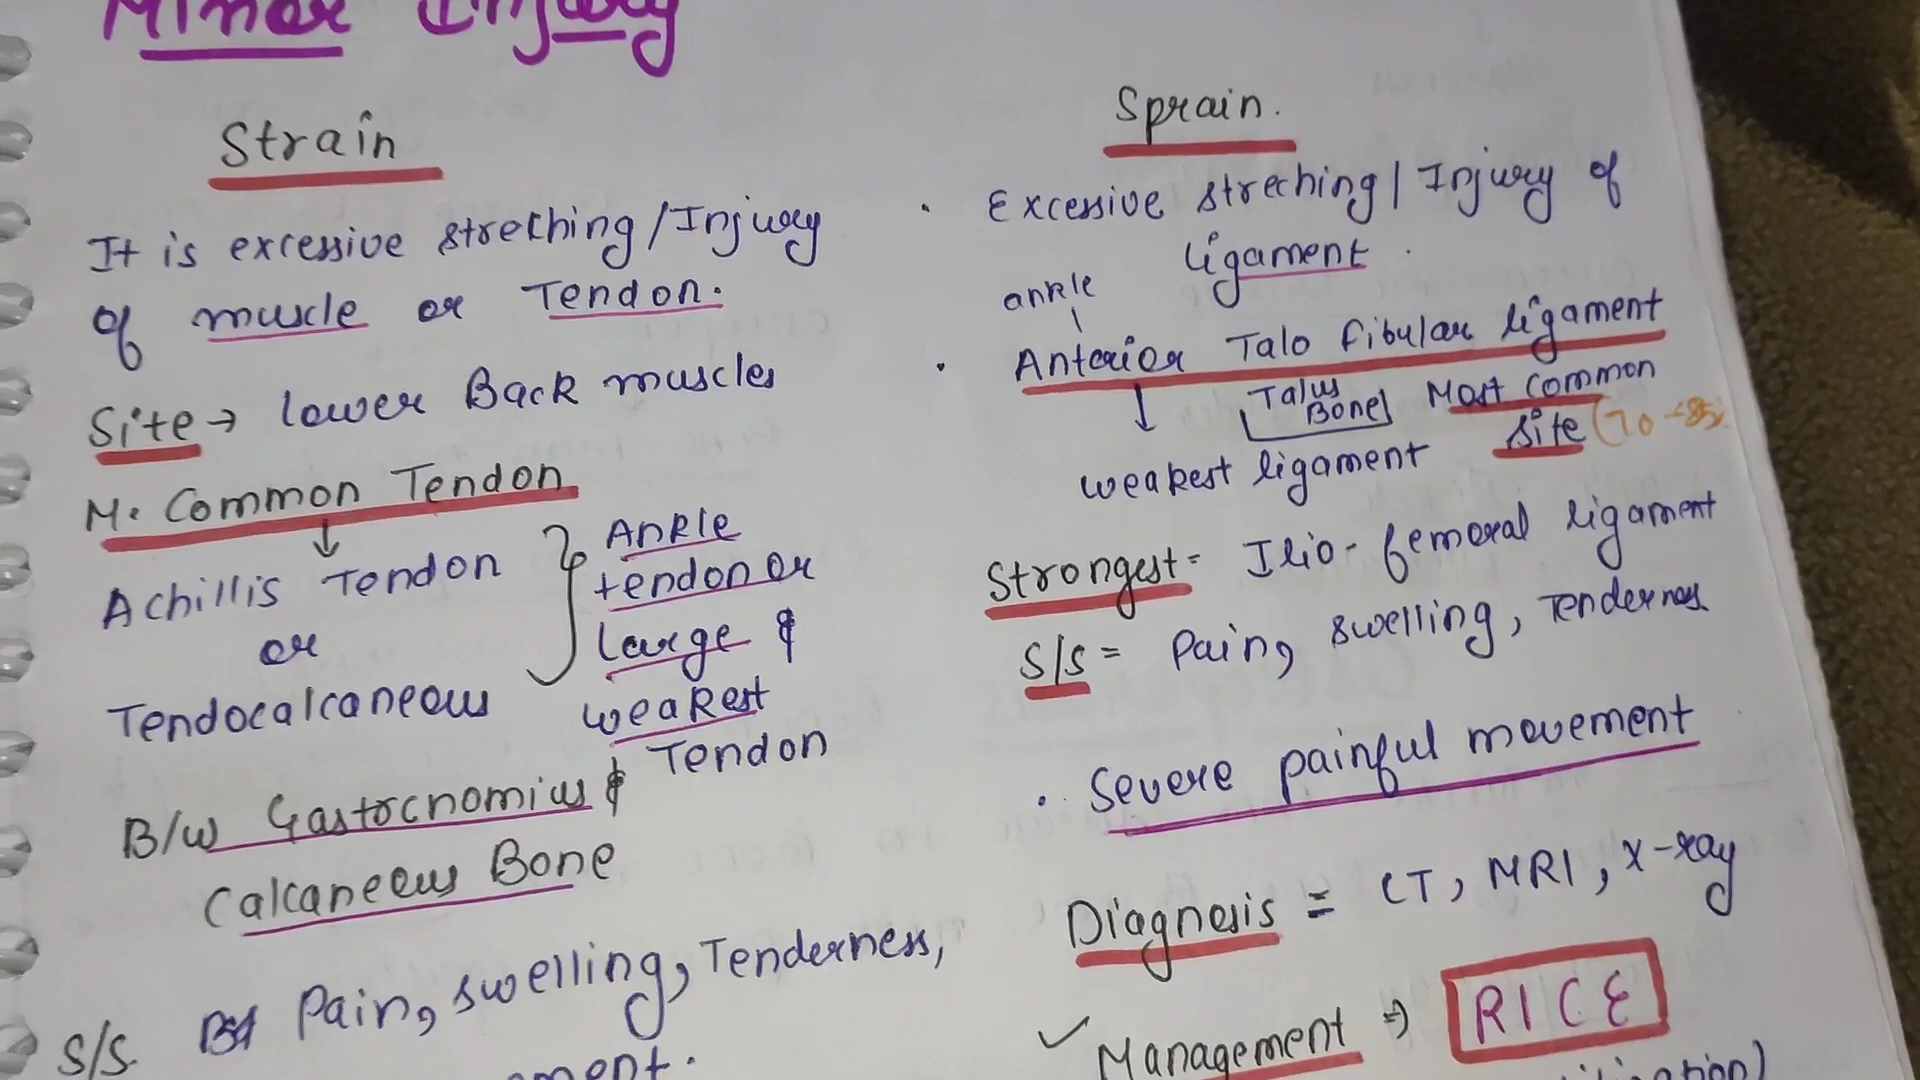 Minor Injury
Strain
It is excessive streching/Injury
of muscle or Tendon.
Site → lower Back muscles
M. Common Tendon
↓
Achillis Tendon
or
Tendocalcaneous
Ankle
tendon or
large &
weakest
Tendon
B/w Gastrocnomius &
Calcaneous Bone
S/S. Pain, swelling, Tenderness,
Sprain.
• Excessive streching/Injury of
ligament.
ankle
• Anterior Talo fibular ligament
↓ Talus Most common
Bone site (70-85
weakest ligament
Strongest = Ilio-femoral ligament
S/S = Pain, swelling, Tenderness
• Severe painful movement
Diagnosis = CT, MRI, X-ray
✓ Management ⇒ RICE